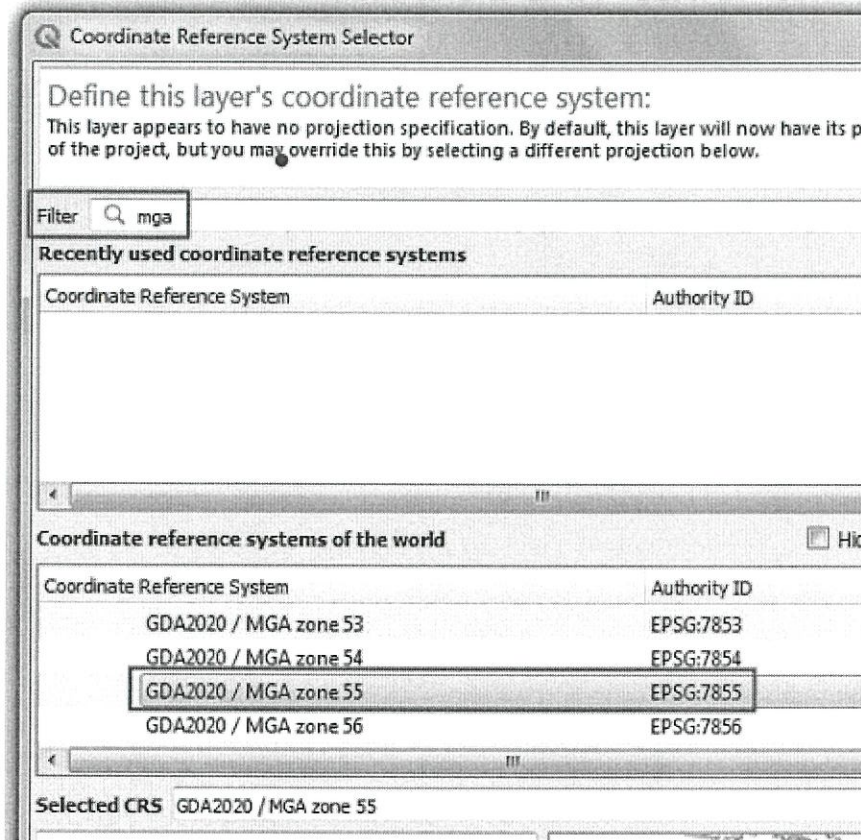 Coordinate Reference System Selector
Define this layer's coordinate reference system:
This layer appears to have no projection specification. By default, this layer will now have its p
of the project, but you may override this by selecting a different projection below.
Filter mga
Recently used coordinate reference systems
Coordinate Reference System Authority ID
Coordinate reference systems of the world Hid
Coordinate Reference System Authority ID
GDA2020 / MGA zone 53 EPSG:7853
GDA2020 / MGA zone 54 EPSG:7854
GDA2020 / MGA zone 55 EPSG:7855
GDA2020 / MGA zone 56 EPSG:7856
Selected CRS GDA2020 / MGA zone 55